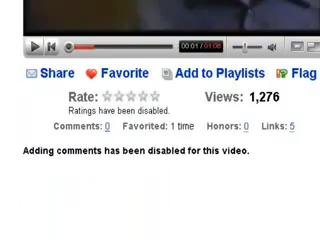 00:01 / 01:08
Share Favorite Add to Playlists Flag
Rate: Views: 1,276
Ratings have been disabled.
Comments: 0 Favorited: 1 time Honors: 0 Links: 5
Adding comments has been disabled for this video.